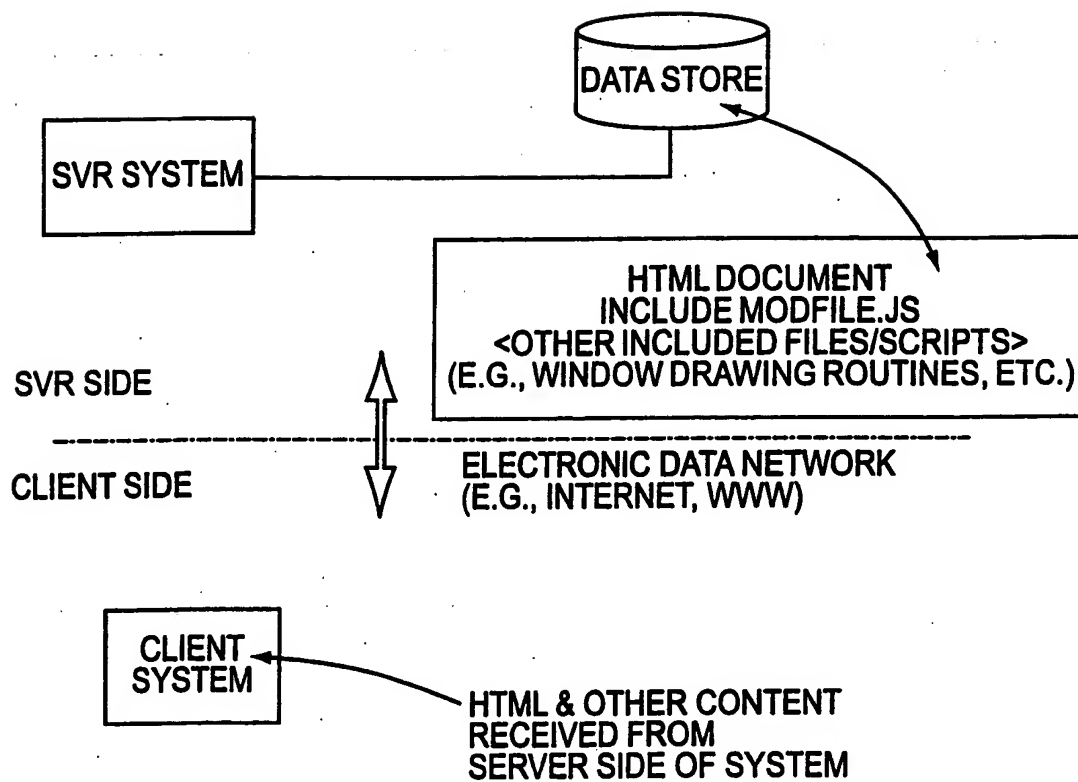 DATA STORE
SVR SYSTEM
HTML DOCUMENT
INCLUDE MODFILE.JS
<OTHER INCLUDED FILES/SCRIPTS>
(E.G., WINDOW DRAWING ROUTINES, ETC.)
SVR SIDE
CLIENT SIDE
ELECTRONIC DATA NETWORK
(E.G., INTERNET, WWW)
CLIENT
SYSTEM
HTML & OTHER CONTENT
RECEIVED FROM
SERVER SIDE OF SYSTEM